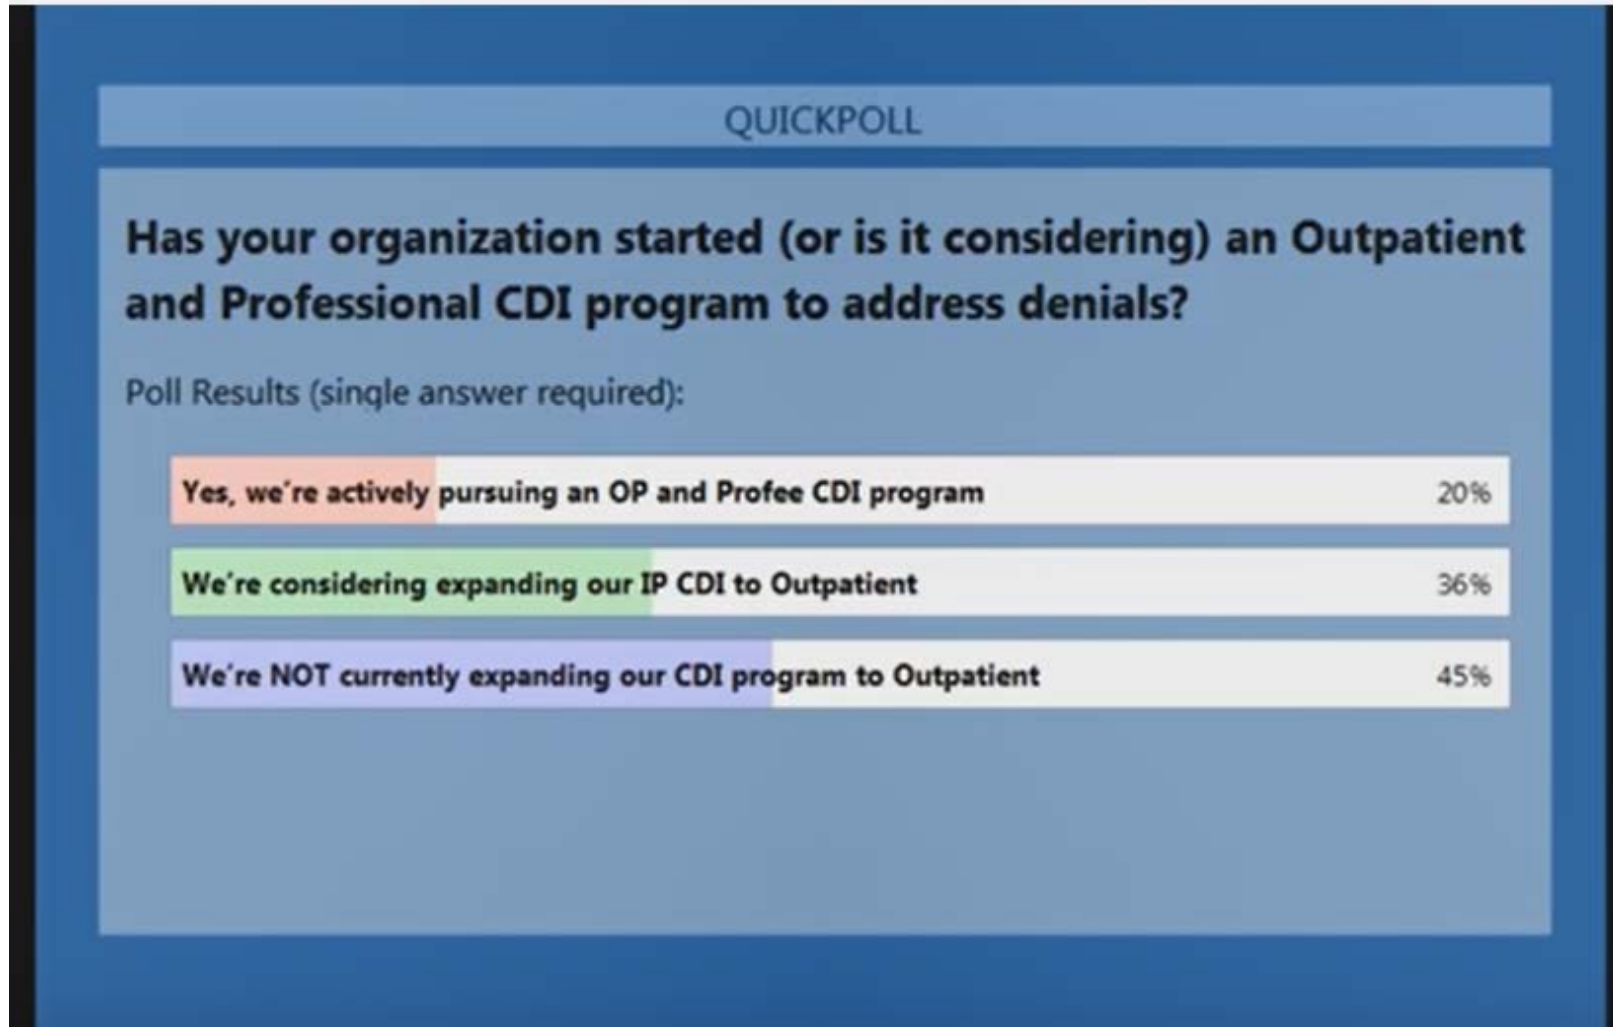 QUICKPOLL
Has your organization started (or is it considering) an Outpatient
and Professional CDI program to address denials?
Poll Results (single answer required):
Yes, we're actively pursuing an OP and Profee CDI program 20%
We're considering expanding our IP CDI to Outpatient 36%
We're NOT currently expanding our CDI program to Outpatient 45%